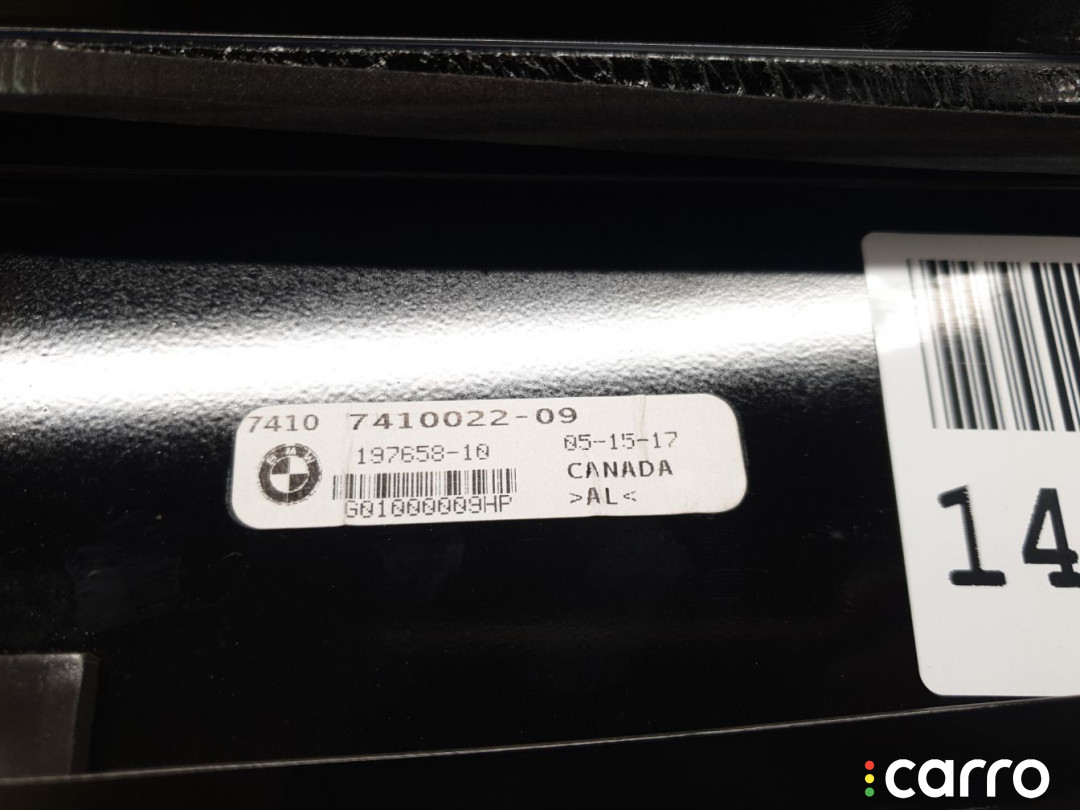 7410 7410022-09
197658-10 05-15-17
CANADA
G01000009HP >AL<
14
carro